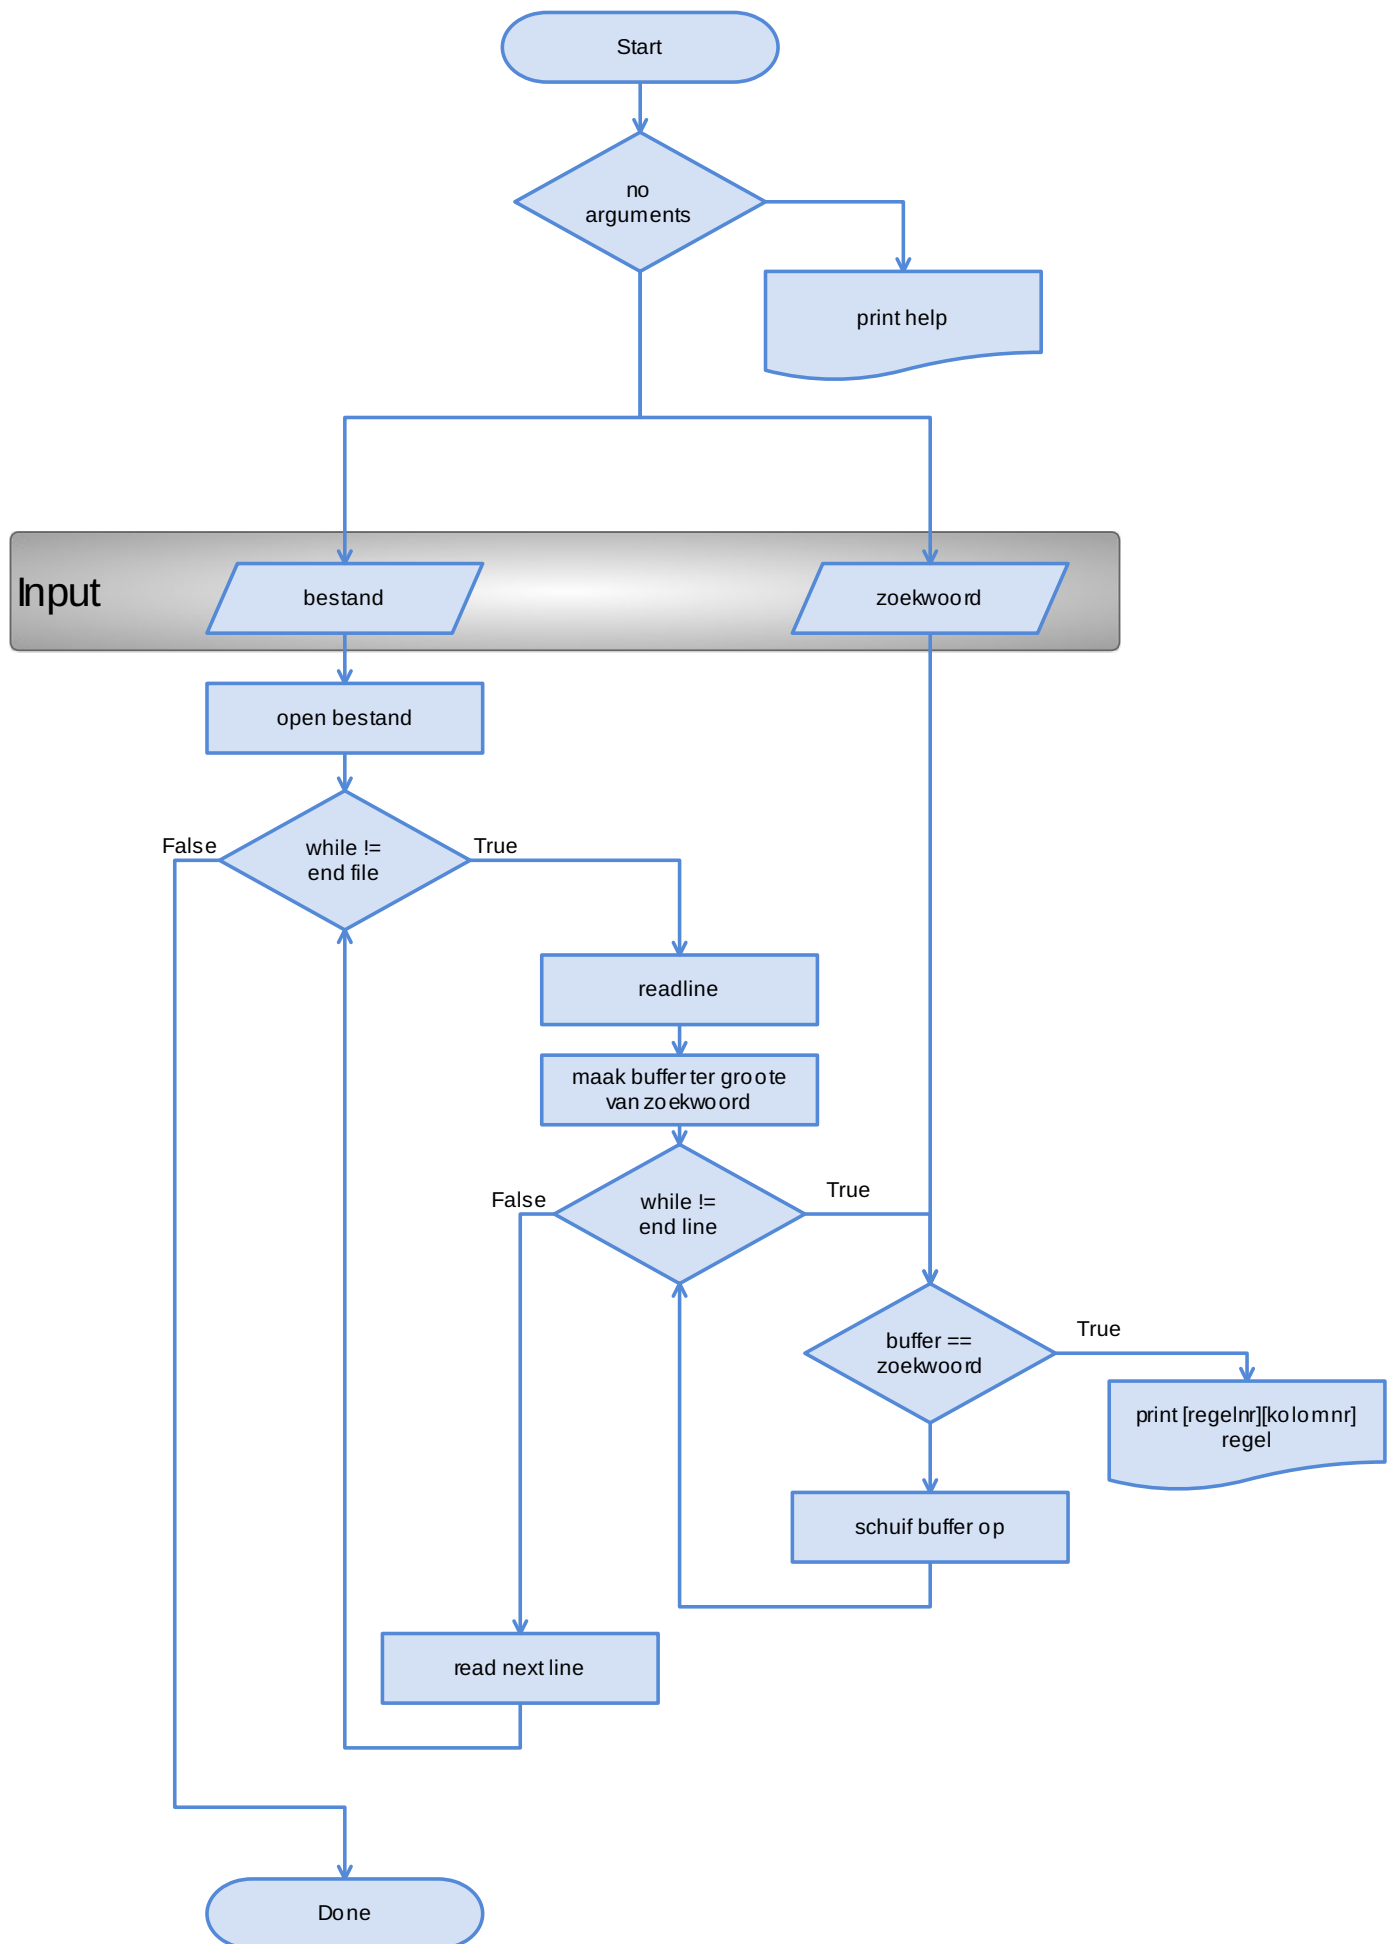 Start
no
arguments
print help
Input
bestand
zoekwoord
open bestand
False
while !=
end file
True
readline
maak buffer ter groote
van zoekwoord
False
while !=
end line
True
buffer ==
zoekwoord
True
print [regelnr][kolomnr]
regel
schuif buffer op
read next line
Done